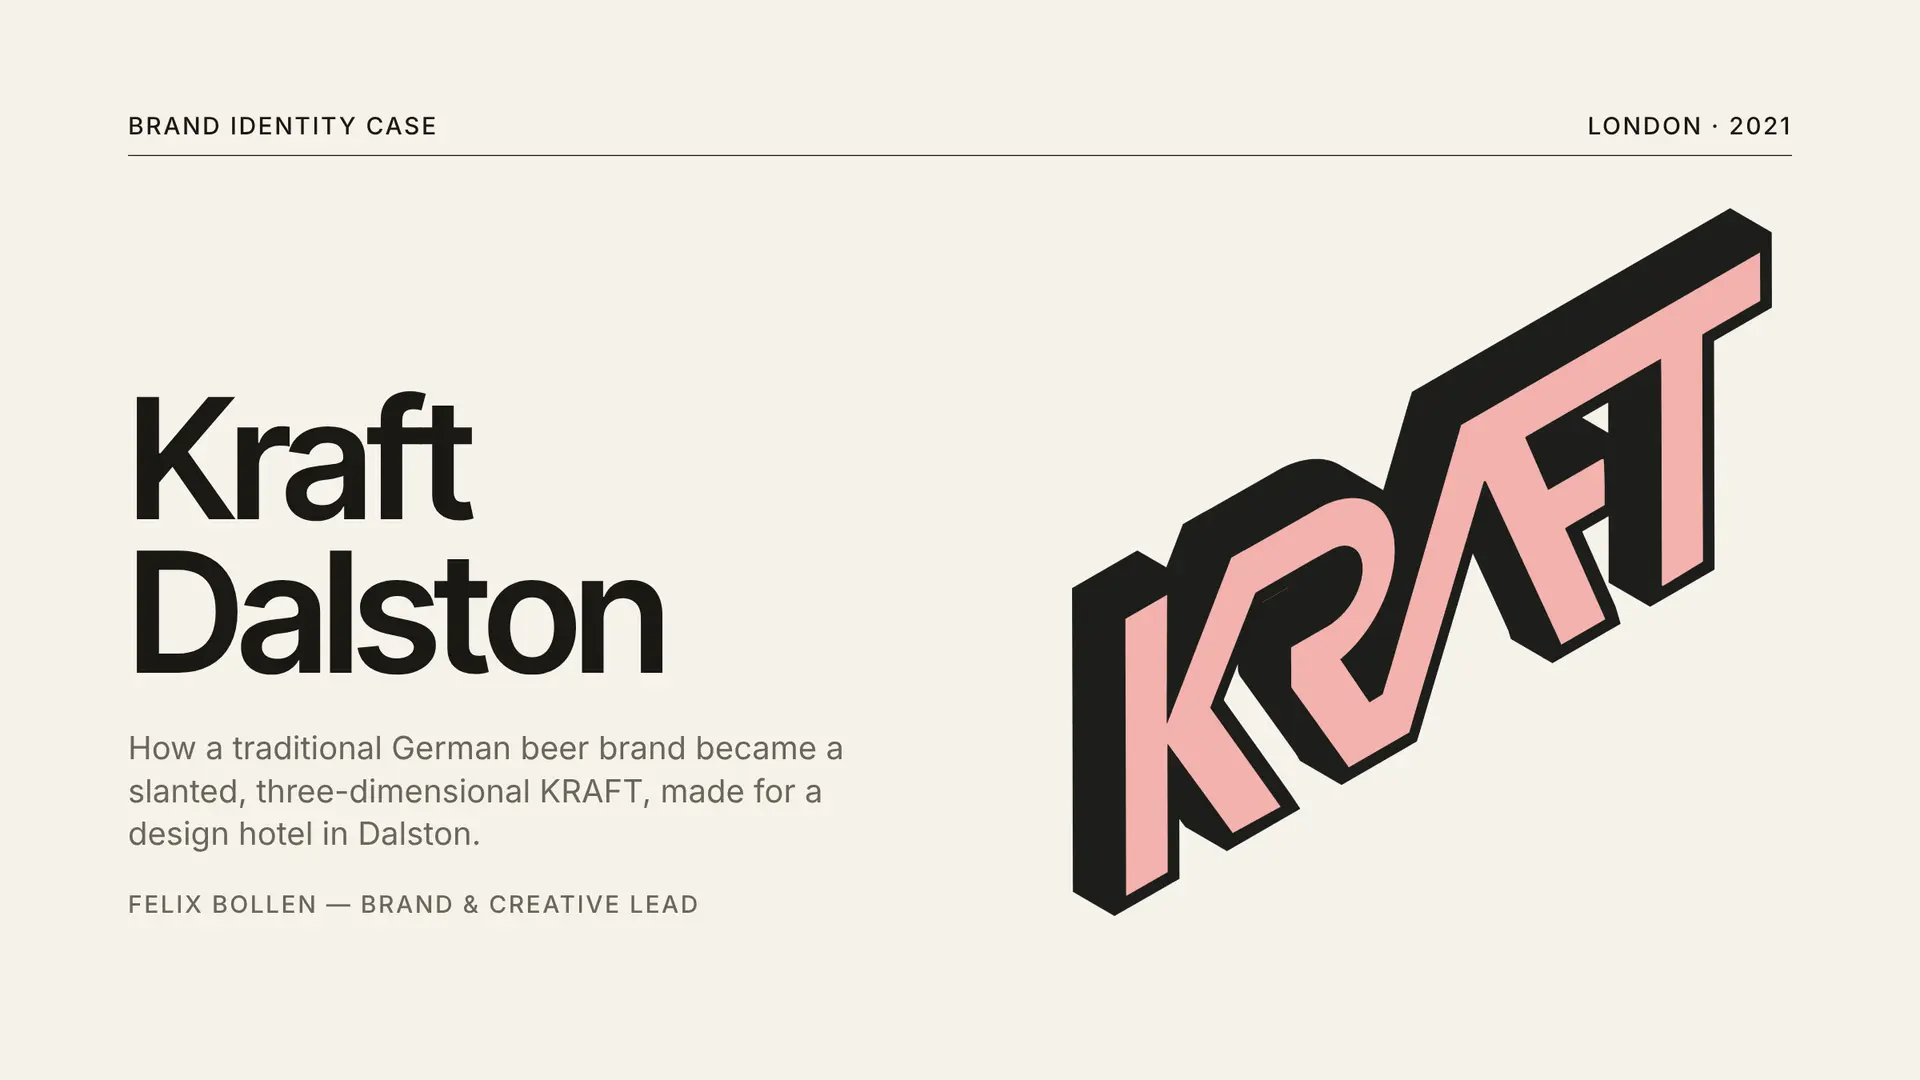 BRAND IDENTITY CASE
LONDON · 2021
Kraft
Dalston
How a traditional German beer brand became a
slanted, three-dimensional KRAFT, made for a
design hotel in Dalston.
FELIX BOLLEN — BRAND & CREATIVE LEAD
KRAFT